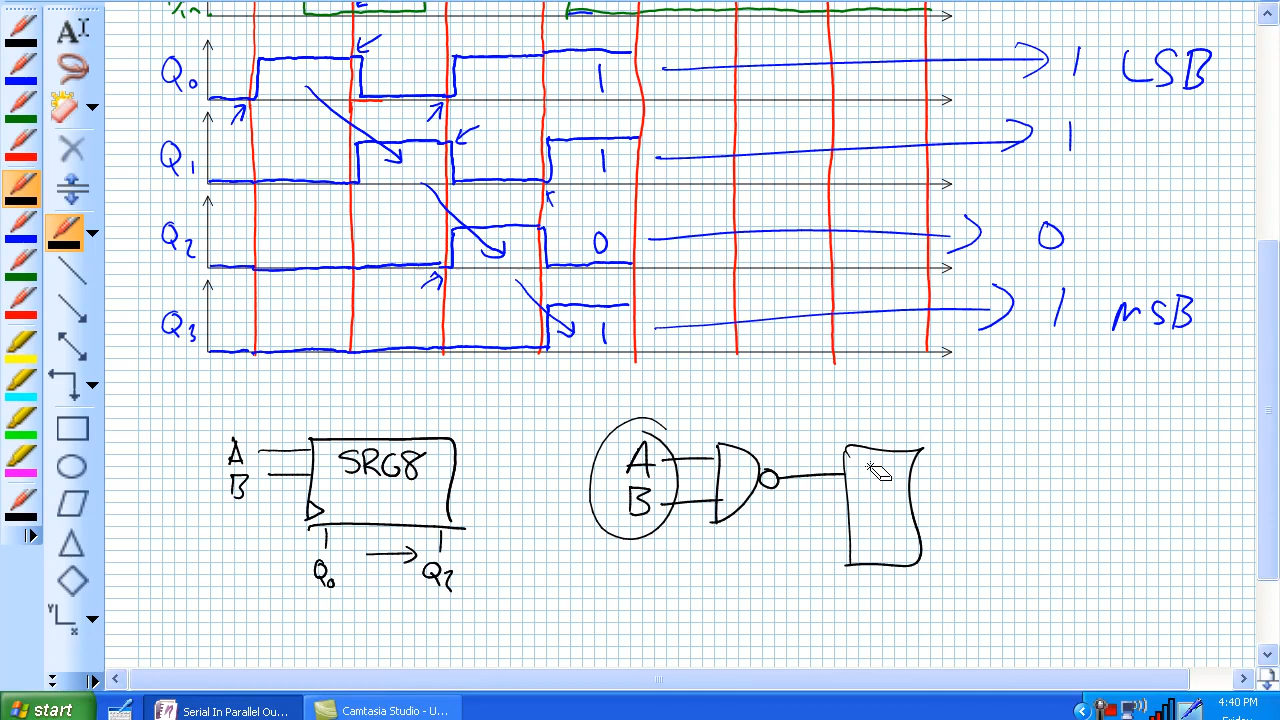 Q0 1 1 LSB
Q1 1 1
Q2 0 0
Q3 1 1 MSB
A
B
SRG8
Q0 Q2
A
B
start
Serial In Parallel Ou...
Camtasia Studio - U...
4:40 PM